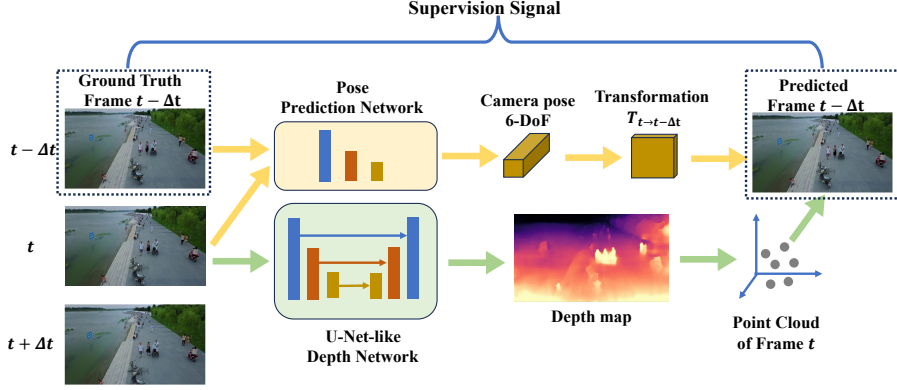 Supervision Signal
Ground Truth
Frame t − Δt
Pose
Prediction Network
Camera pose
6-DoF
Transformation
T_{t→t−Δt}
Predicted
Frame t − Δt
t − Δt
t
t + Δt
U-Net-like
Depth Network
Depth map
Point Cloud
of Frame t